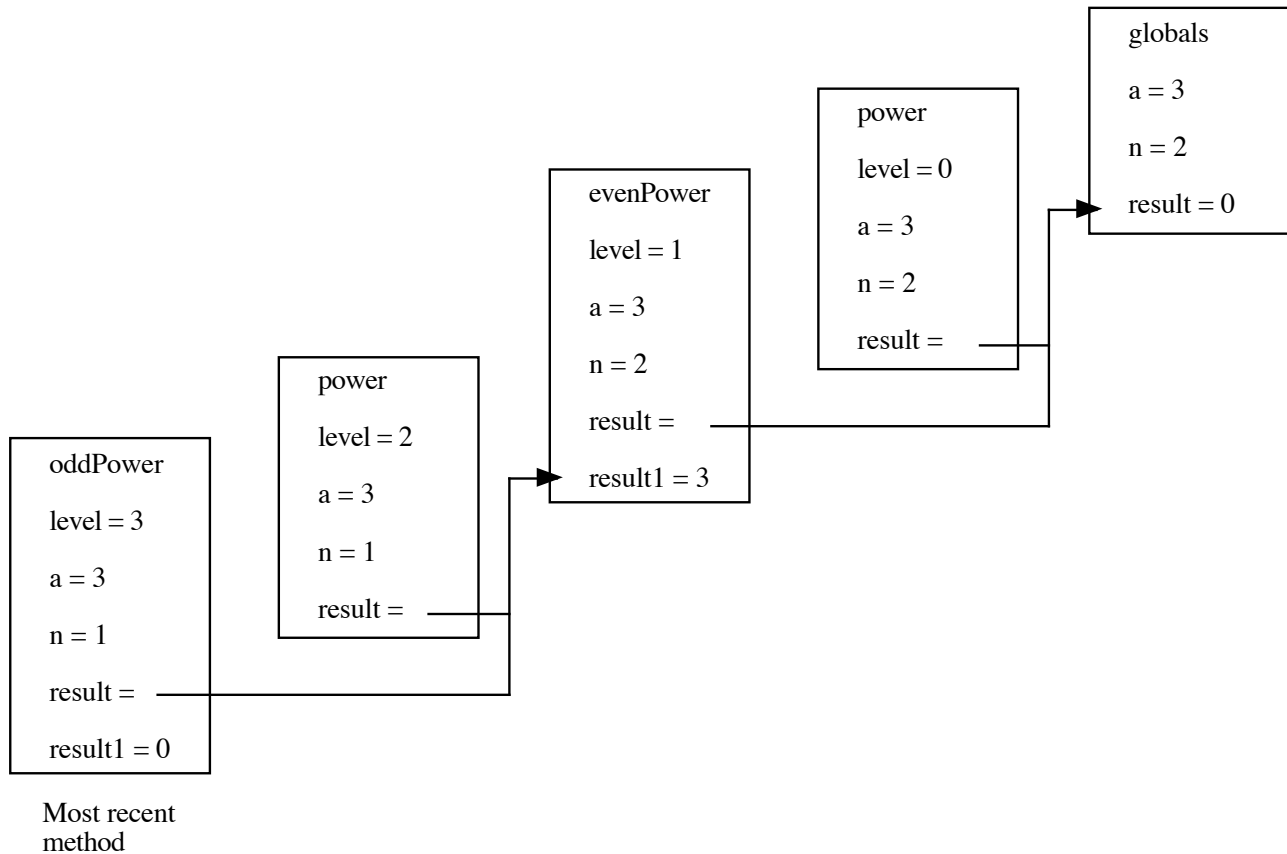 globals
a = 3
n = 2
result = 0
power
level = 0
a = 3
n = 2
result =
evenPower
level = 1
a = 3
n = 2
result =
result1 = 3
power
level = 2
a = 3
n = 1
result =
oddPower
level = 3
a = 3
n = 1
result =
result1 = 0
Most recent
method